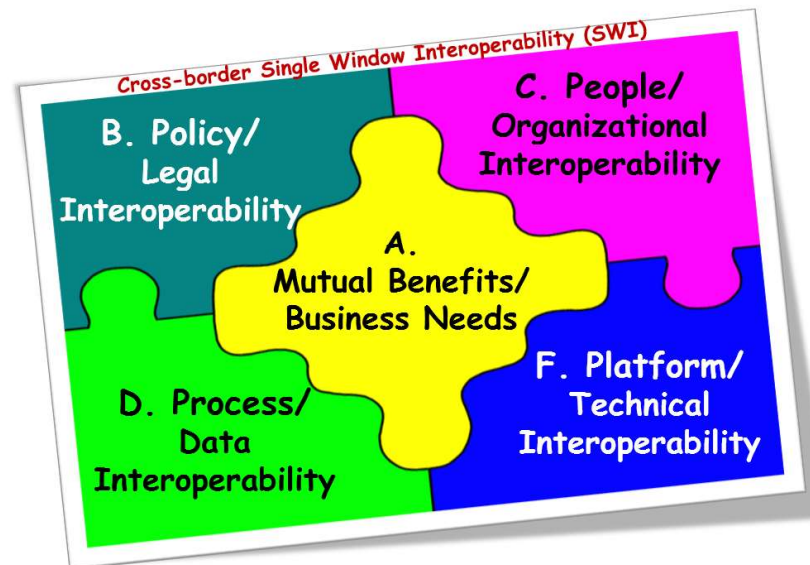 Cross-border Single Window Interoperability (SWI)
B. Policy/
Legal
Interoperability
C. People/
Organizational
Interoperability
A.
Mutual Benefits/
Business Needs
D. Process/
Data
Interoperability
F. Platform/
Technical
Interoperability